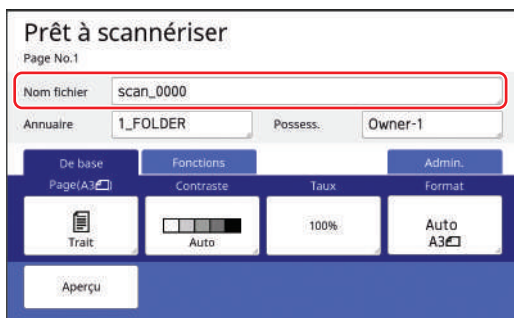 Prêt à scannériser
Page No.1
Nom fichier scan_0000
Annuaire 1_FOLDER Possess. Owner-1
De base Fonctions Admin.
Page(A3) Contraste Taux Format
Trait Auto 100% Auto
A3
Aperçu